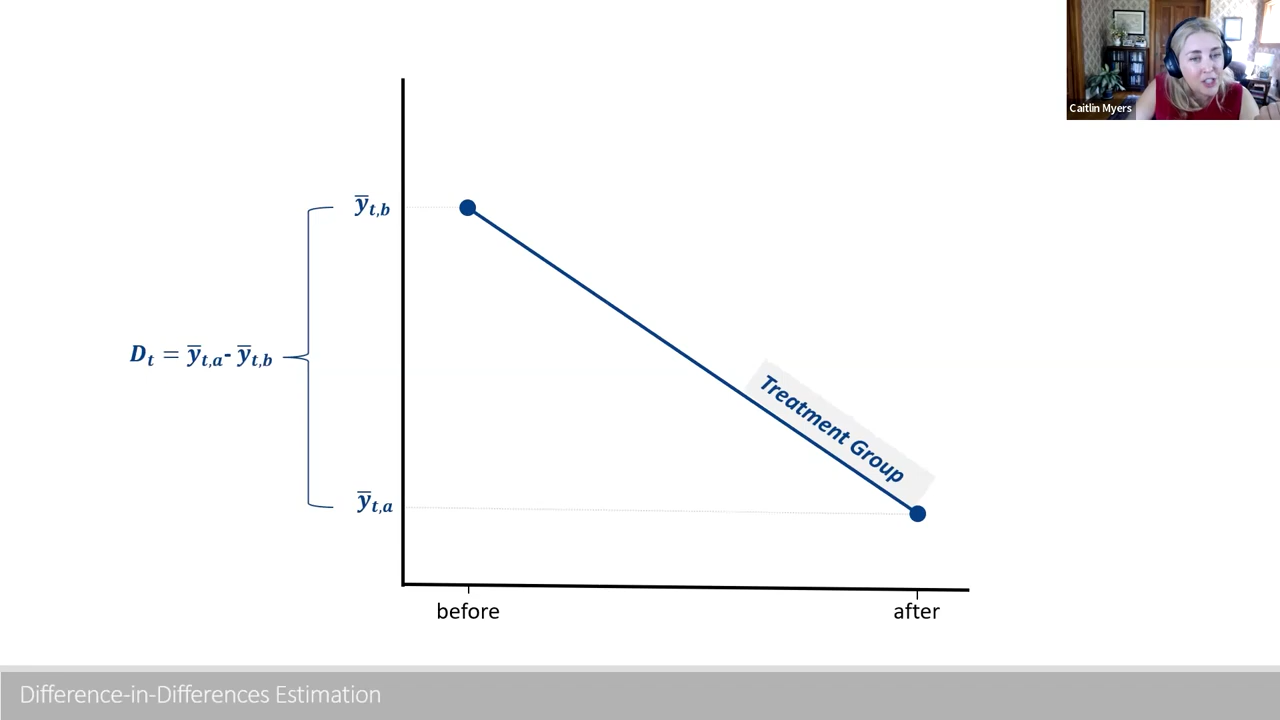 Caitlin Myers
ȳt,b
Dt = ȳt,a- ȳt,b
Treatment Group
ȳt,a
before after
Difference-in-Differences Estimation